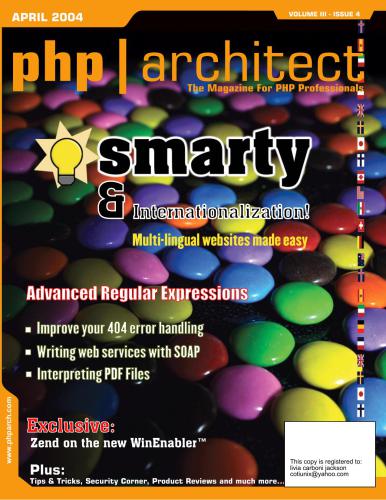 APRIL 2004
VOLUME III - ISSUE 4
php | architect
The Magazine For PHP Professionals
smarty
& Internationalization!
Multi-lingual websites made easy
Advanced Regular Expressions
Improve your 404 error handling
Writing web services with SOAP
Interpreting PDF Files
Exclusive:
Zend on the new WinEnabler™
www.phparch.com
This copy is registered to:
livia carboni jackson
cotiunix@yahoo.com
Plus:
Tips & Tricks, Security Corner, Product Reviews and much more...